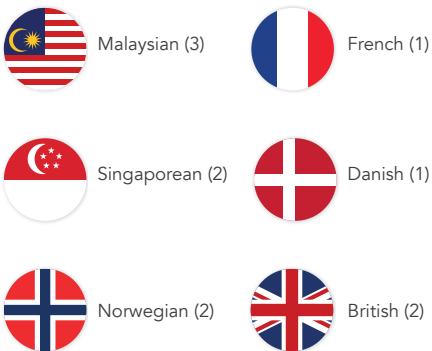 Malaysian (3)
French (1)
Singaporean (2)
Danish (1)
Norwegian (2)
British (2)